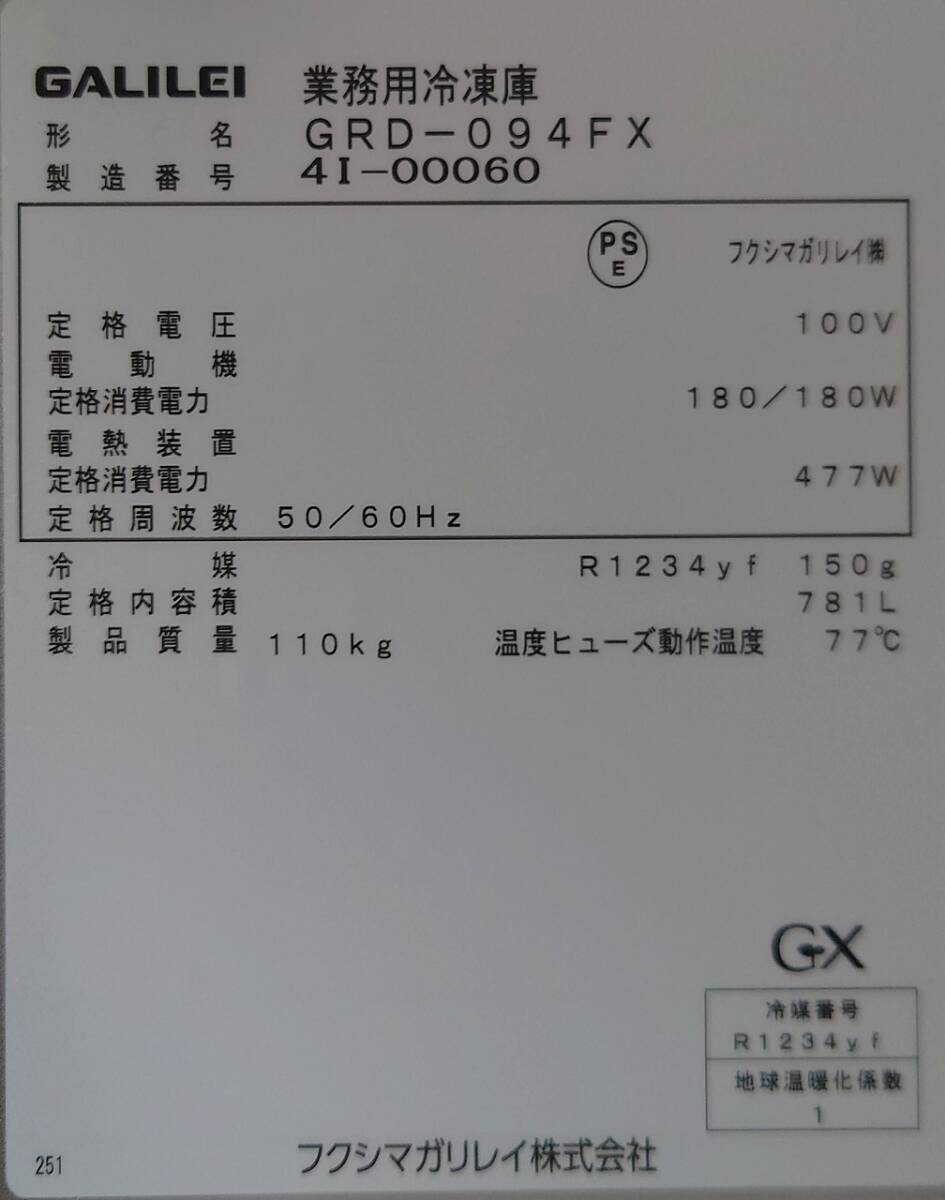 GALILEI 業務用冷凍庫
形名 GRD-094FX
製造番号 4I-00060
PSE フクシマガリレイ㈱
定格電圧 100V
電動機
定格消費電力 180/180W
電熱装置
定格消費電力 477W
定格周波数 50/60Hz
冷媒 R1234yf 150g
定格内容積 781L
製品質量 110kg 温度ヒューズ動作温度 77℃
GX
冷媒番号
R1234yf
地球温暖化係数
1
251 フクシマガリレイ株式会社